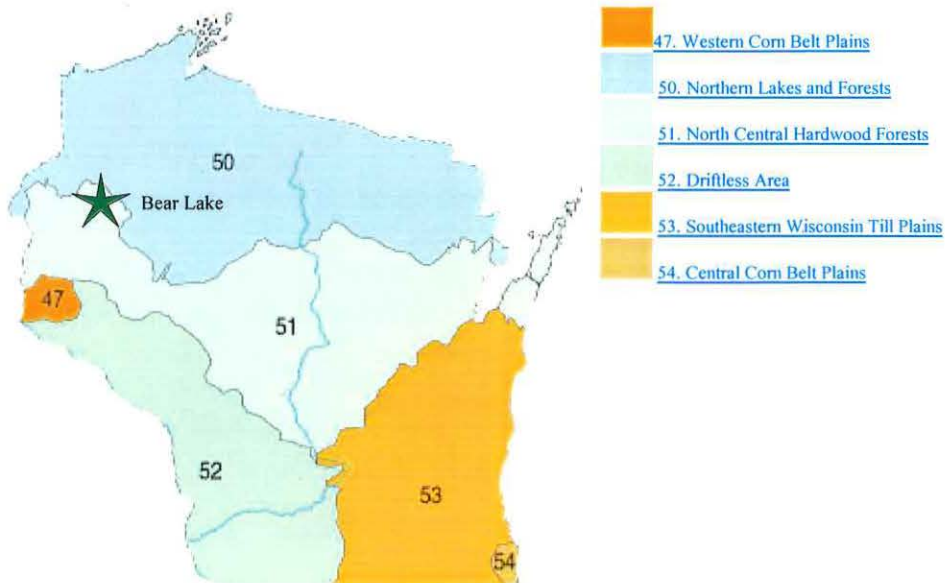 50
Bear Lake
47
51
52
53
54
47. Western Corn Belt Plains
50. Northern Lakes and Forests
51. North Central Hardwood Forests
52. Driftless Area
53. Southeastern Wisconsin Till Plains
54. Central Corn Belt Plains